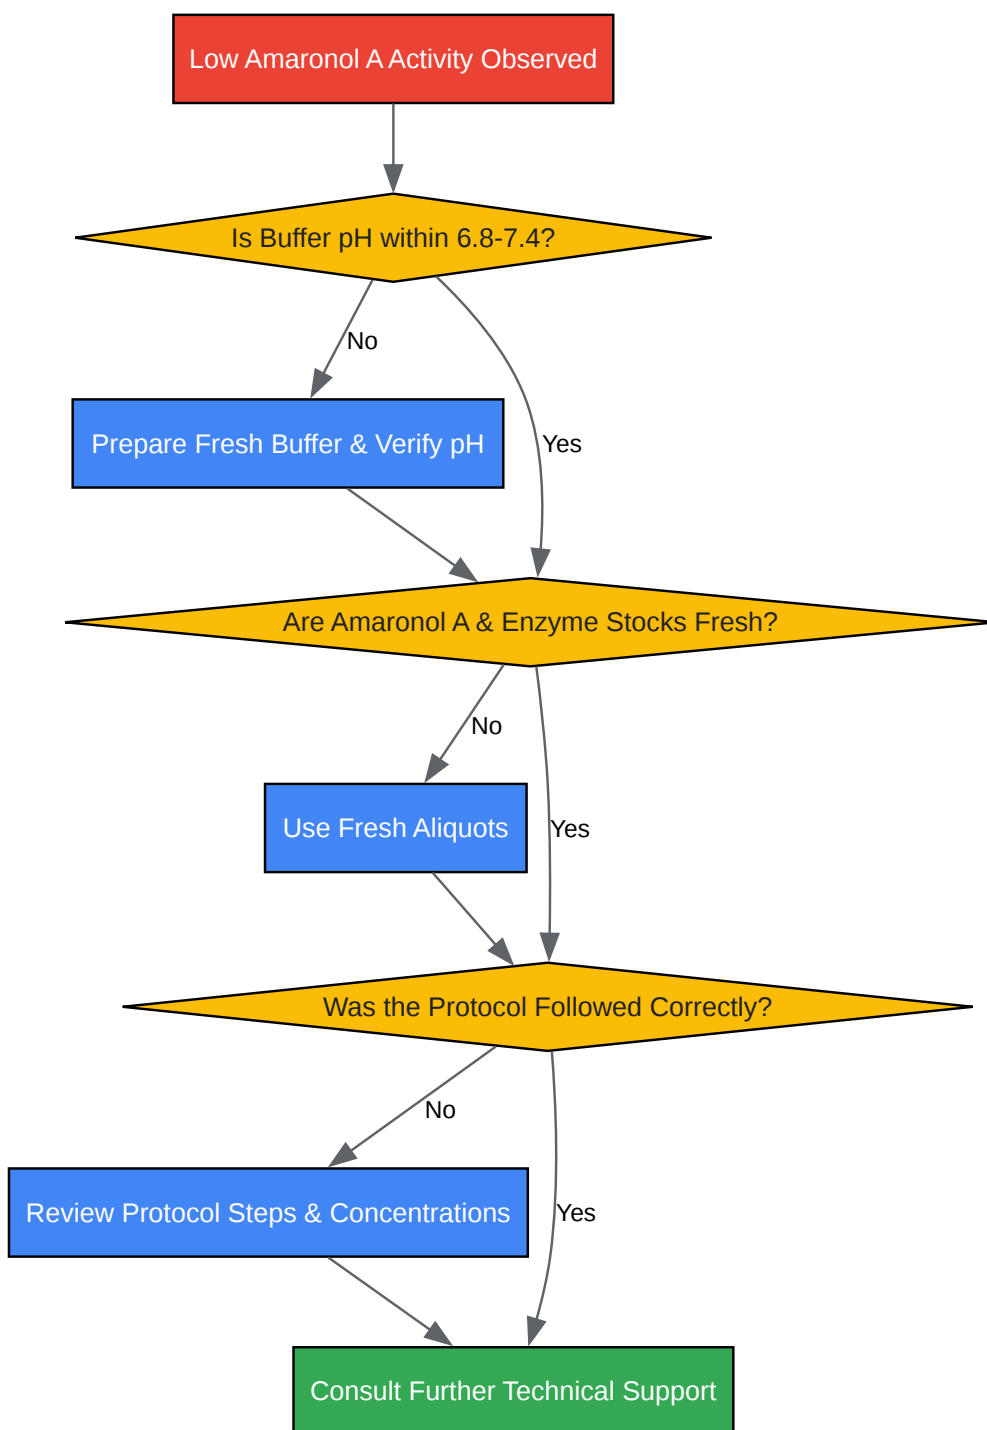 Low Amaronol A Activity Observed
Is Buffer pH within 6.8-7.4?
No
Prepare Fresh Buffer & Verify pH
Yes
Are Amaronol A & Enzyme Stocks Fresh?
No
Use Fresh Aliquots
Yes
Was the Protocol Followed Correctly?
No
Review Protocol Steps & Concentrations
Yes
Consult Further Technical Support